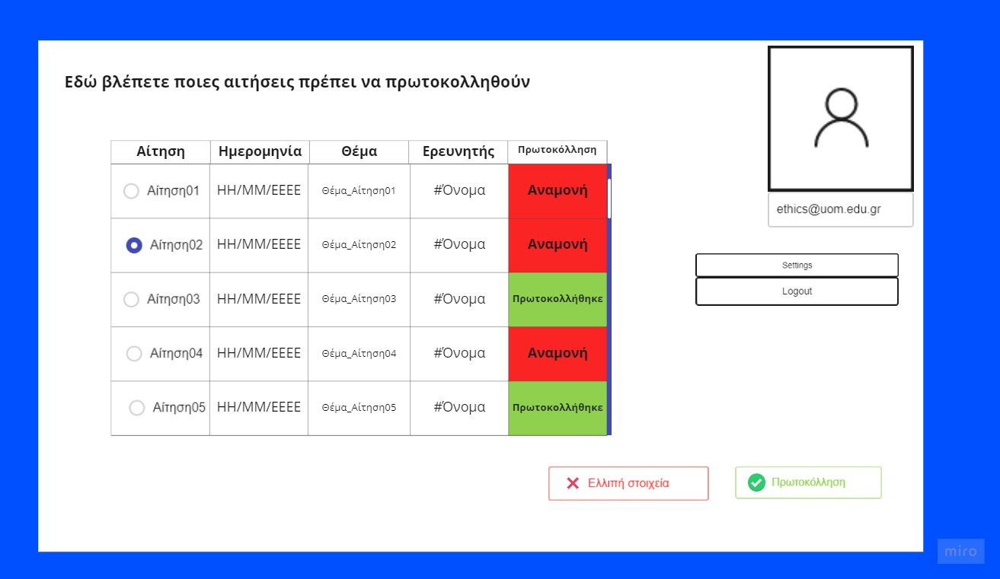 Εδώ βλέπετε ποιες αιτήσεις πρέπει να πρωτοκολληθούν
Αίτηση Ημερομηνία Θέμα Ερευνητής Πρωτοκόλληση
Αίτηση01 ΗΗ/ΜΜ/ΕΕΕΕ Θέμα_Αίτηση01 #Όνομα Αναμονή
Αίτηση02 ΗΗ/ΜΜ/ΕΕΕΕ Θέμα_Αίτηση02 #Όνομα Αναμονή
Αίτηση03 ΗΗ/ΜΜ/ΕΕΕΕ Θέμα_Αίτηση03 #Όνομα Πρωτοκολλήθηκε
Αίτηση04 ΗΗ/ΜΜ/ΕΕΕΕ Θέμα_Αίτηση04 #Όνομα Αναμονή
Αίτηση05 ΗΗ/ΜΜ/ΕΕΕΕ Θέμα_Αίτηση05 #Όνομα Πρωτοκολλήθηκε
ethics@uom.edu.gr
Settings
Logout
Ελλιπή στοιχεία
Πρωτοκόλληση
miro